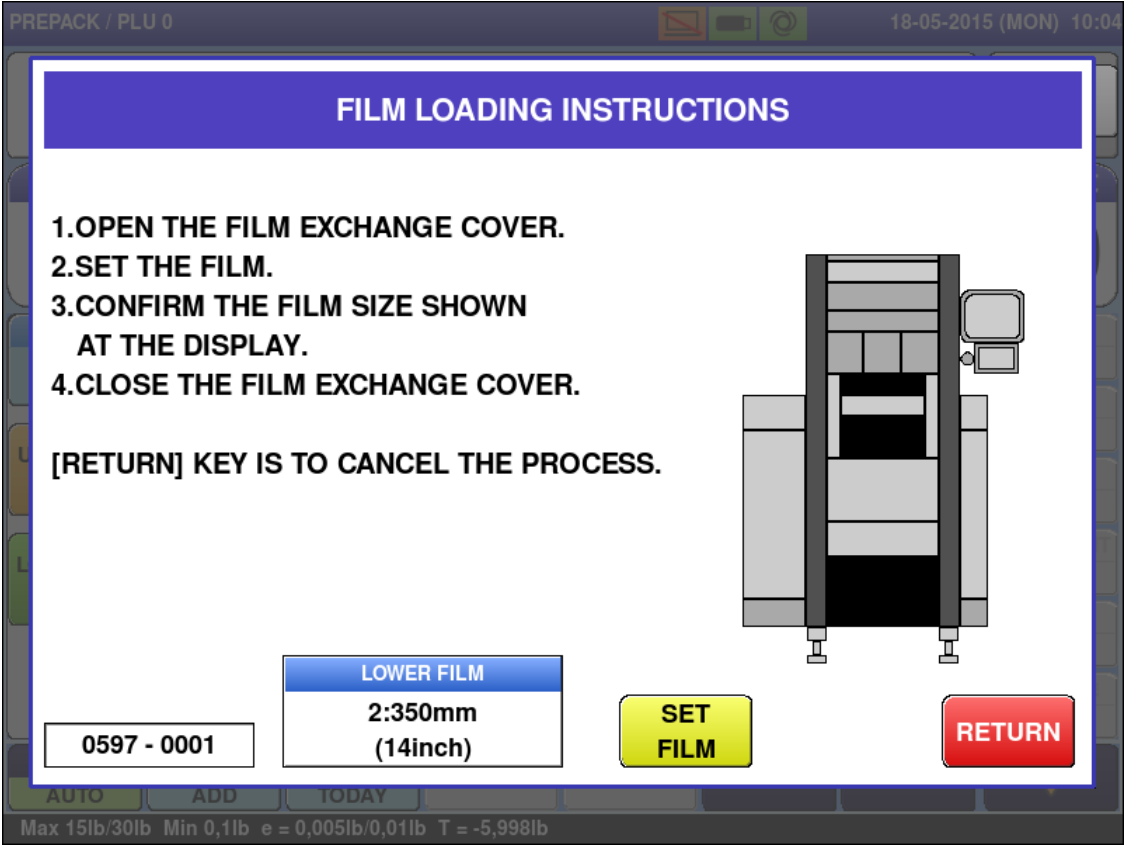 PREPACK / PLU 0
18-05-2015 (MON) 10:04
FILM LOADING INSTRUCTIONS
1.OPEN THE FILM EXCHANGE COVER.
2.SET THE FILM.
3.CONFIRM THE FILM SIZE SHOWN
AT THE DISPLAY.
4.CLOSE THE FILM EXCHANGE COVER.
[RETURN] KEY IS TO CANCEL THE PROCESS.
LOWER FILM
2:350mm
(14inch)
0597 - 0001
SET
FILM
RETURN
AUTO ADD TODAY
Max 15lb/30lb Min 0,1lb e = 0,005lb/0,01lb T = -5,998lb